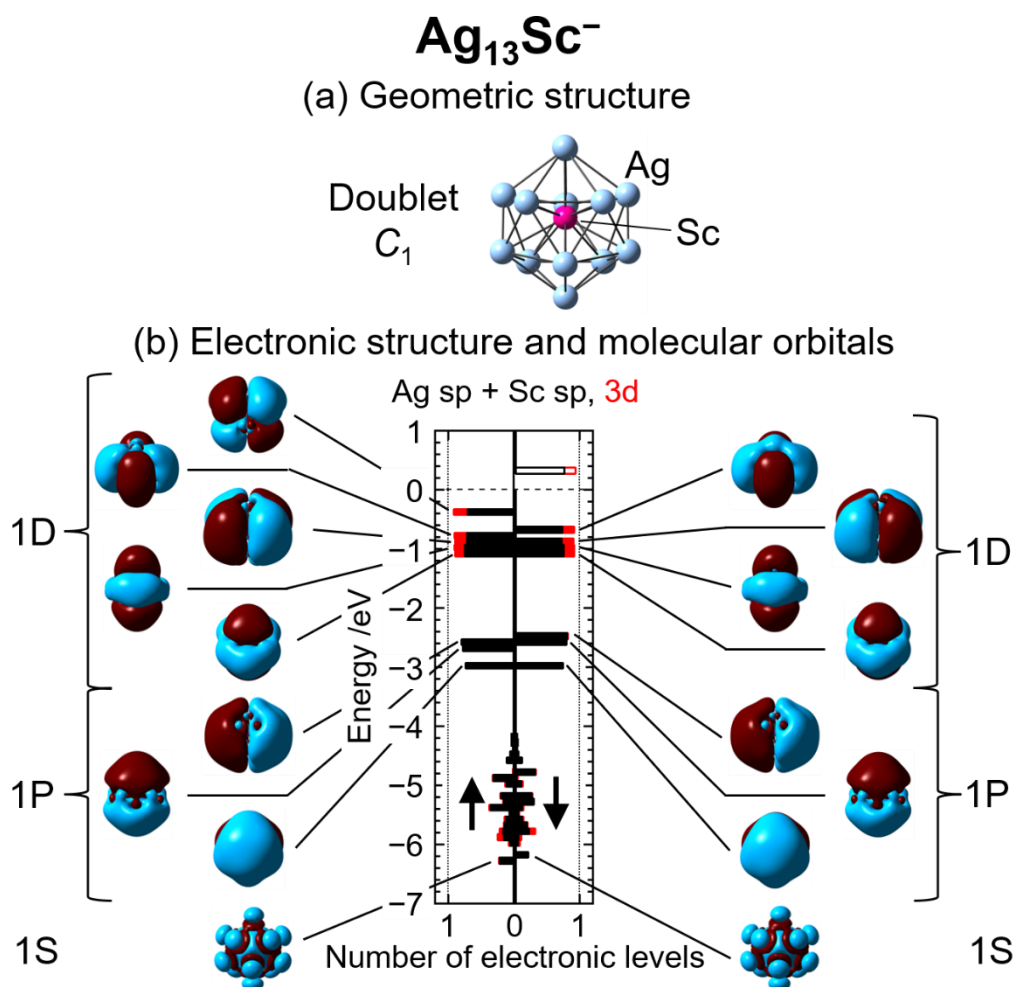 Ag₁₃Sc⁻
(a) Geometric structure
Doublet
C₁
Ag
Sc
(b) Electronic structure and molecular orbitals
Ag sp + Sc sp, 3d
1
0
−1
−2
−3
−4
−5
−6
−7
Energy /eV
1 0 1
Number of electronic levels
1D
1P
1S
1D
1P
1S